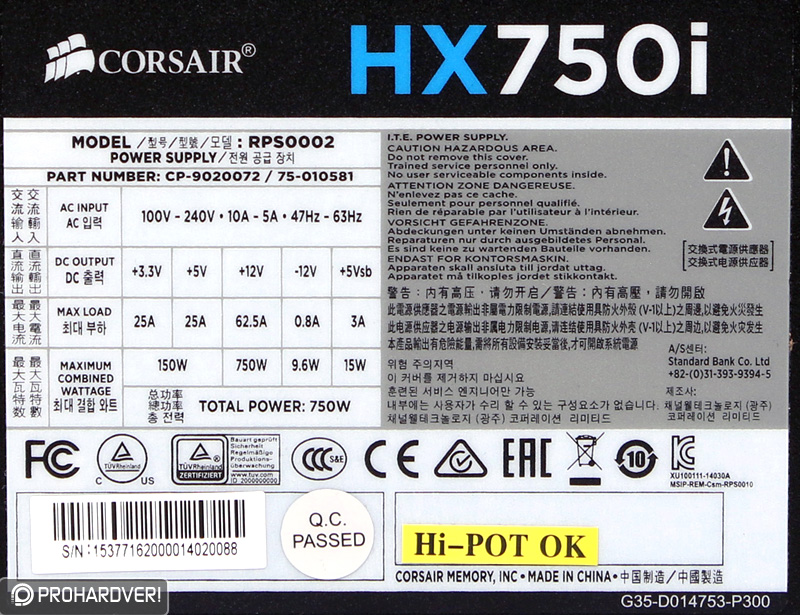 CORSAIR®
HX750i
MODEL /型号/型號/모델 : RPS0002
POWER SUPPLY/전원 공급 장치
PART NUMBER: CP-9020072 / 75-010581
交流输入
交流輸入
AC INPUT
AC 입력
100V - 240V • 10A - 5A • 47Hz - 63Hz
直流输出
直流輸出
DC OUTPUT
DC 출력
+3.3V +5V +12V -12V +5Vsb
最大电流
最大電流
MAX LOAD
최대 부하
25A 25A 62.5A 0.8A 3A
最大瓦特数
最大瓦特數
MAXIMUM
COMBINED
WATTAGE
최대 결합 와트
150W 750W 9.6W 15W
总功率
總功率
총 전력
TOTAL POWER: 750W
I.T.E. POWER SUPPLY.
CAUTION HAZARDOUS AREA.
Do not remove this cover.
Trained service personnel only.
No user serviceable components inside.
ATTENTION ZONE DANGEREUSE.
N'enlevez pas ce cache.
Seulement pour personnel qualifié.
Rien de réparable par l'utilisateur à l'intérieur.
VORSICHT GEFAHRENZONE.
Abdeckungen unter keinen Umständen abnehmen.
Reparaturen nur durch ausgebildetes Personal.
Es sind keine zu wartenden Bauteile vorhanden.
ENDAST FOR KONTORSMASKIN.
Apparaten skall ansluta till jordat uttag.
Apparatet må tilkoples jordet stikkontakt.
交換式電源供應器
交换式电源供应器
警告：内有高压，请勿开启/警告：內有高壓，請勿開啟
此電源供應器之電源輸出非屬電力限制電源,請連結使用具防火外殼 (V-1以上)之周邊,以避免火災發生
此电源供应器之电源输出非属电力限制电源,请连结使用具防火外壳 (V-1以上)之周边,以避免火灾发生
本產品輸出有危險能量,需將所有設備安裝妥當後,才可開啟系統電源
위험 주의지역
이 커버를 제거하지 마십시요
훈련된 서비스 엔지니어만 가능
내부에는 사용자가 수리 할 수 있는 구성요소가 없습니다.
채널웰테크놀로지 (광주) 코퍼레이션 리미티드
A/S센터:
Standard Bank Co. Ltd
+82-(0)31-393-9394-5
제조사:
채널웰테크놀로지 (광주)
코퍼레이션 리미티드
FC
TÜVRheinland
C US
TÜVRheinland®
ZERTIFIZIERT
Bauart geprüft
Sicherheit
Regelmäßige
Produktions-
überwachung
www.tuv.com
ID 2000000000
CCC S&E
CE
EAC
10
XU100111-14030A
MSIP-REM-Csm-RPS0010
S/N: 15377162000014020088
Q.C.
PASSED
Hi-POT OK
CORSAIR MEMORY, INC • MADE IN CHINA • 中国制造/中國製造
G35-D014753-P300
PROHARDVER!